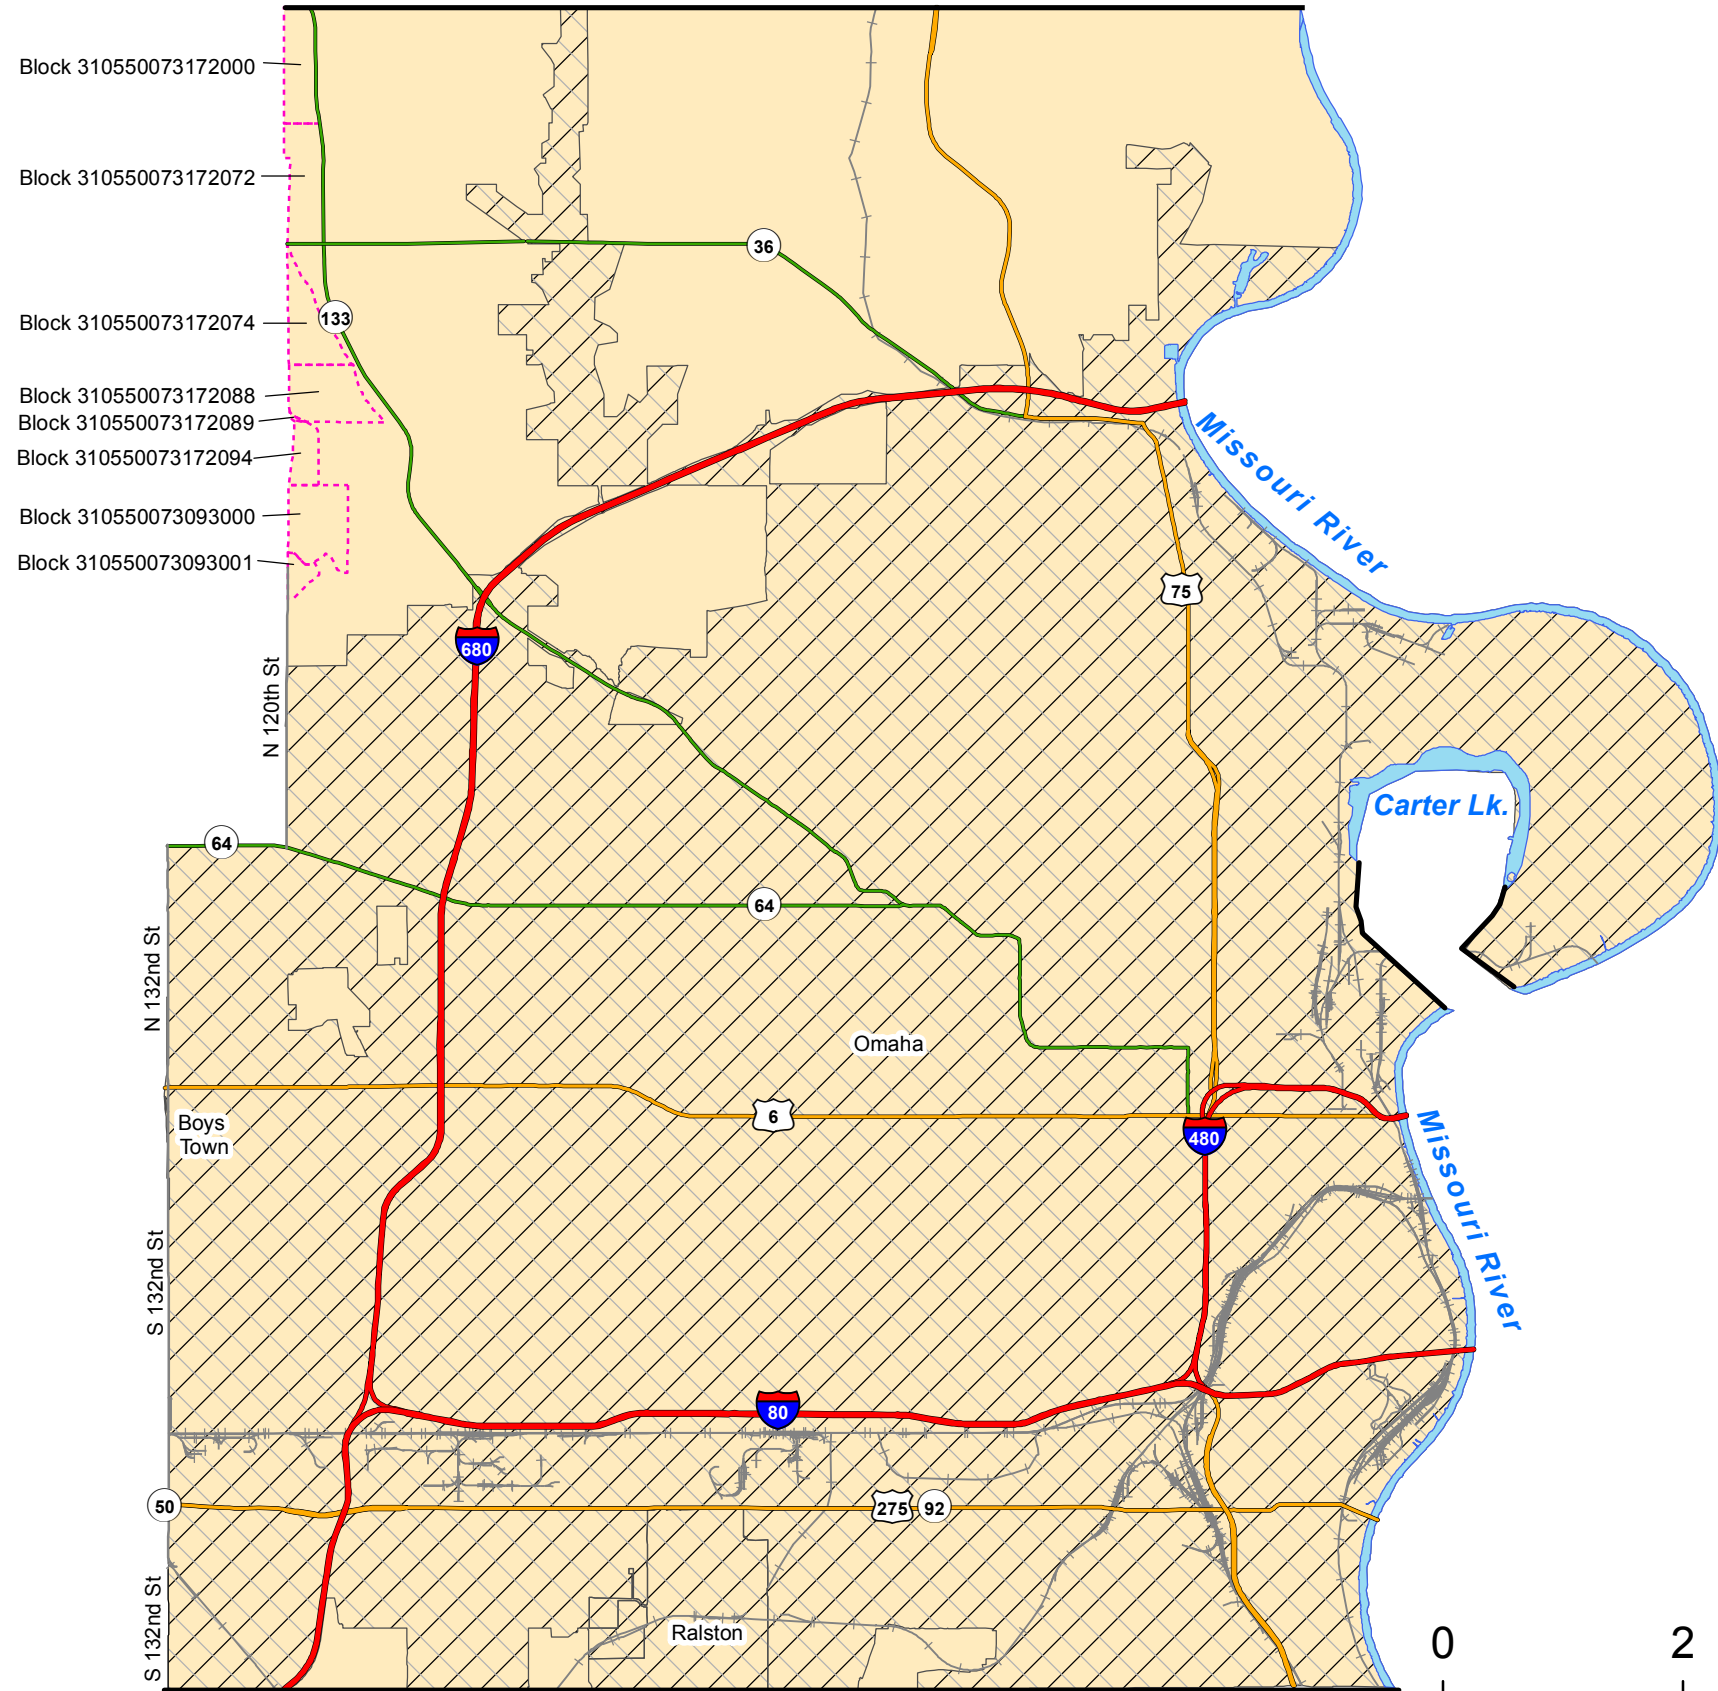 Block 310550073172000
Block 310550073172072
36
133
Block 310550073172074
Block 310550073172088
Block 310550073172089
Missouri River
Block 310550073172094
Block 310550073093000
Block 310550073093001
75
680
N 120th St
Carter Lk.
64
64
N 132nd St
Omaha
Boys
Town
6
480
Missouri River
S 132nd St
80
50
275
92
S 132nd St
Ralston
0
2